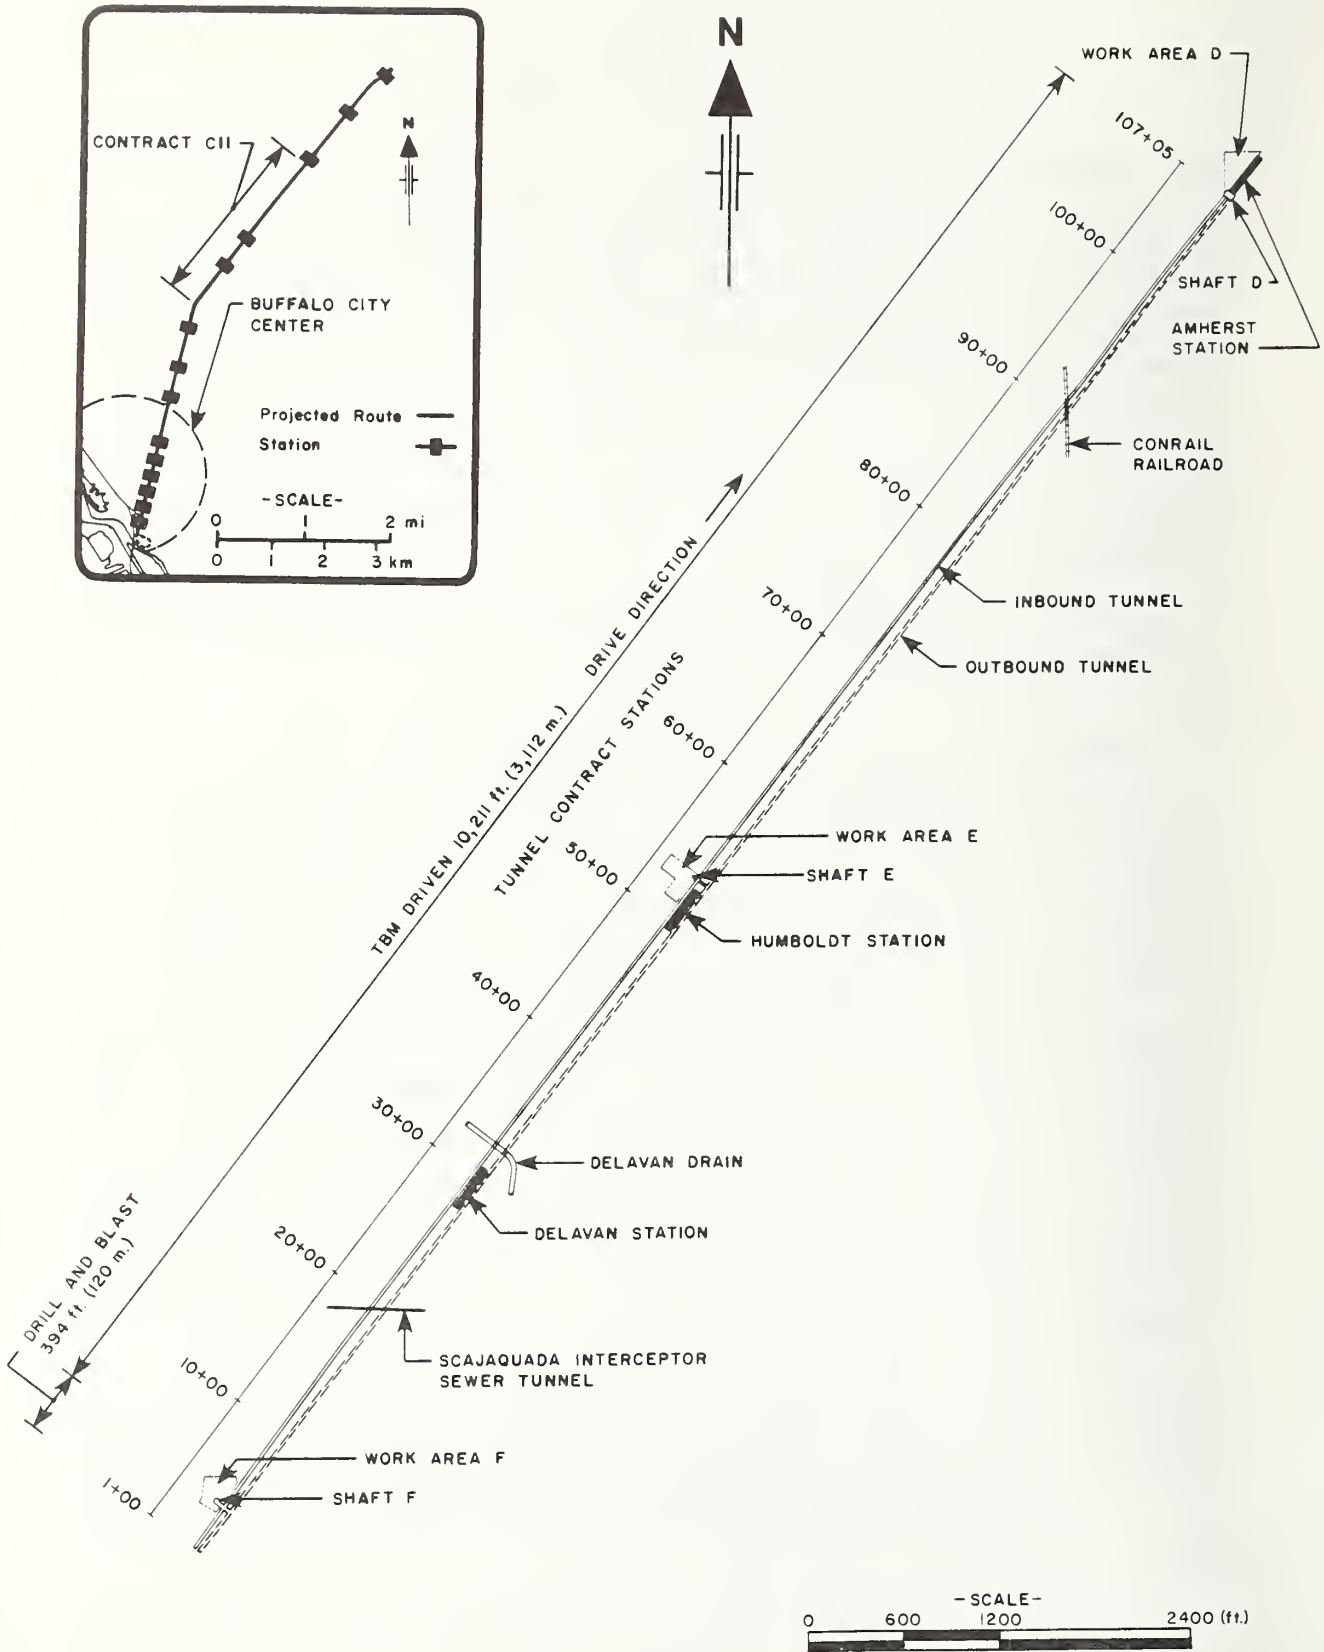 CONTRACT C11
N
BUFFALO CITY
CENTER
Projected Route
Station
-SCALE-
0 2 mi
0 1 2 3 km
N
WORK AREA D
107+05
100+00
SHAFT D
AMHERST
STATION
90+00
CONRAIL
RAILROAD
80+00
INBOUND TUNNEL
70+00
OUTBOUND TUNNEL
TBM DRIVEN 10,211 ft. (3,112 m.) DRIVE DIRECTION
TUNNEL CONTRACT STATIONS
60+00
WORK AREA E
50+00
SHAFT E
HUMBOLDT STATION
40+00
30+00
DELAVAN DRAIN
DELAVAN STATION
20+00
DRILL AND BLAST
394 ft. (120 m.)
SCAJAQUADA INTERCEPTOR
SEWER TUNNEL
10+00
WORK AREA F
SHAFT F
1+00
-SCALE-
0 600 1200 2400 (ft.)